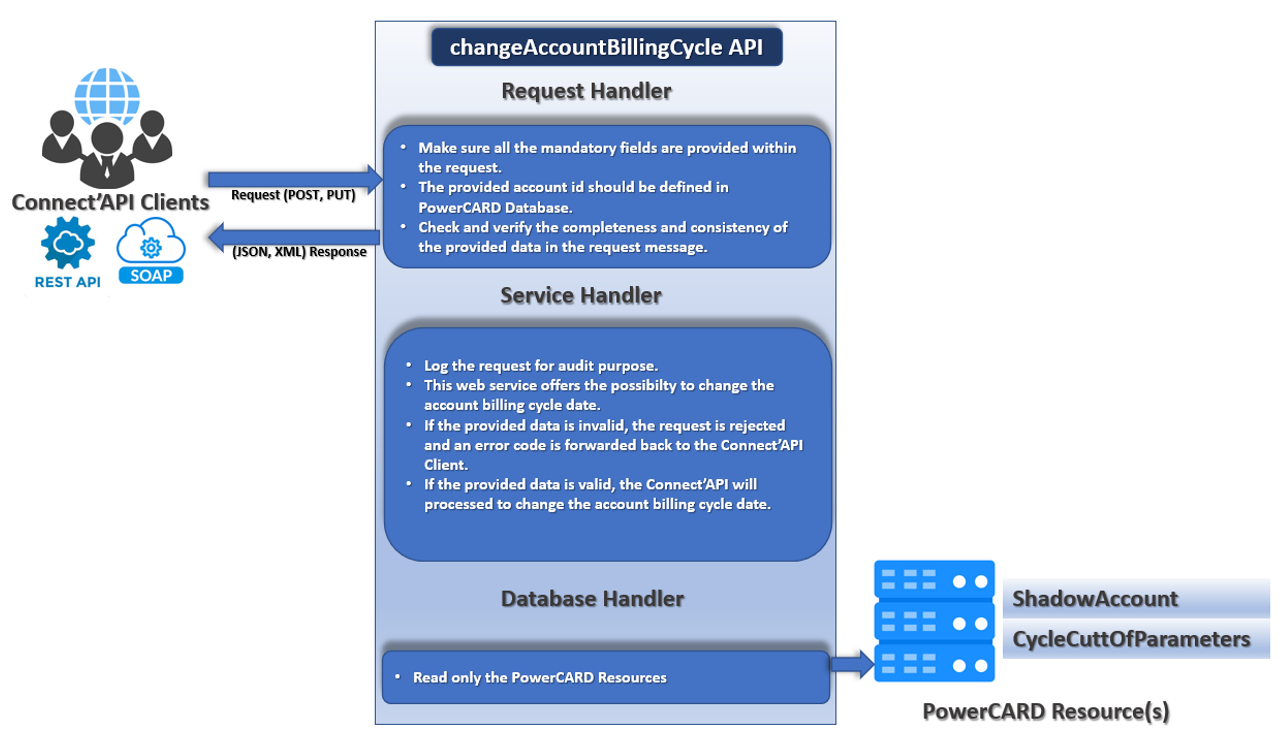 changeAccountBillingCycle API
Request Handler
• Make sure all the mandatory fields are provided within
the request.
• The provided account id should be defined in
PowerCARD Database.
• Check and verify the completeness and consistency of
the provided data in the request message.
Connect'API Clients
Request (POST, PUT)
(JSON, XML) Response
REST API
SOAP
Service Handler
• Log the request for audit purpose.
• This web service offers the possibilty to change the
account billing cycle date.
• If the provided data is invalid, the request is rejected
and an error code is forwarded back to the Connect'API
Client.
• If the provided data is valid, the Connect'API will
processed to change the account billing cycle date.
Database Handler
• Read only the PowerCARD Resources
ShadowAccount
CycleCuttOfParameters
PowerCARD Resource(s)